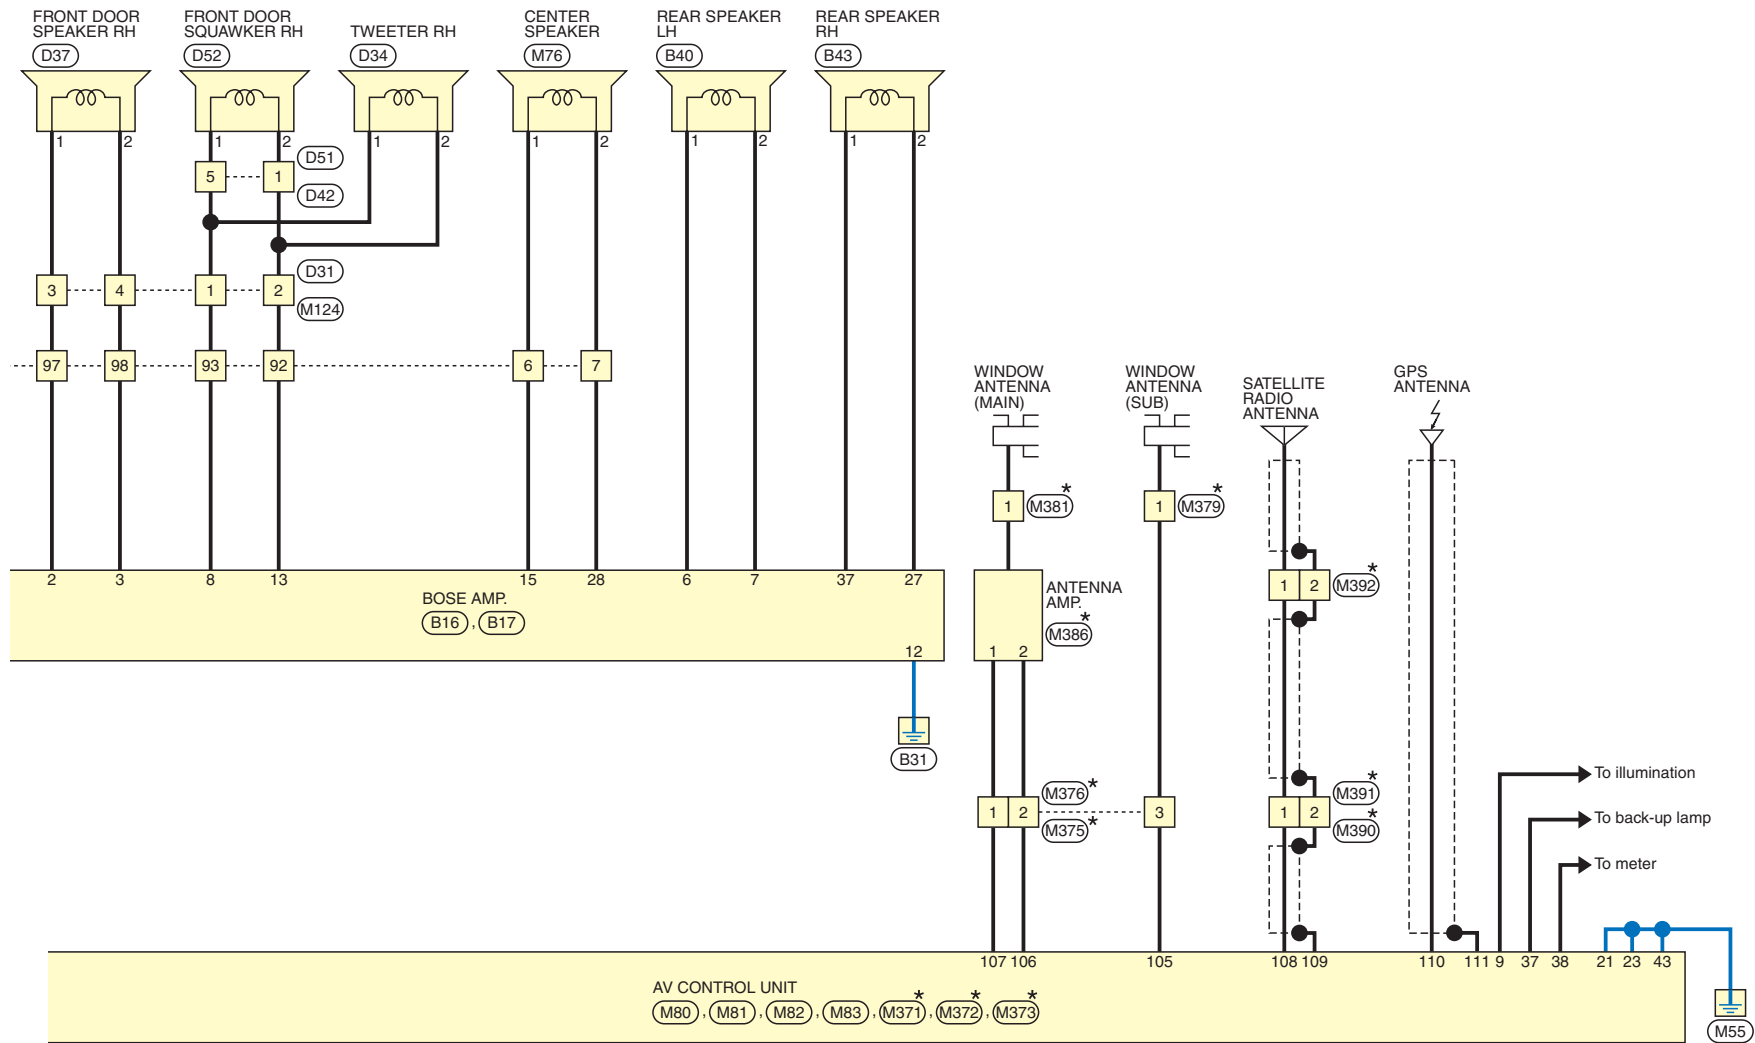 FRONT DOOR
SPEAKER RH
D37
FRONT DOOR
SQUAWKER RH
D52
TWEETER RH
D34
CENTER
SPEAKER
M76
REAR SPEAKER
LH
B40
REAR SPEAKER
RH
B43
1 2 1 2 1 2 1 2 1 2 1 2
5 1
D51
D42
3 4 1 2
D31
M124
97 98 93 92 6 7
WINDOW
ANTENNA
(MAIN)
WINDOW
ANTENNA
(SUB)
SATELLITE
RADIO
ANTENNA
GPS
ANTENNA
1 M381*
1 M379*
2 3 8 13 15 28 6 7 37 27
BOSE AMP.
B16 , B17
12
B31
ANTENNA
AMP.
M386*
1 2
1 2 M392*
1 2
M376*
M375*
3
1 2
M391*
M390*
To illumination
To back-up lamp
To meter
107 106 105 108 109 110 111 9 37 38 21 23 43
AV CONTROL UNIT
M80 , M81 , M82 , M83 , M371* , M372* , M373*
M55